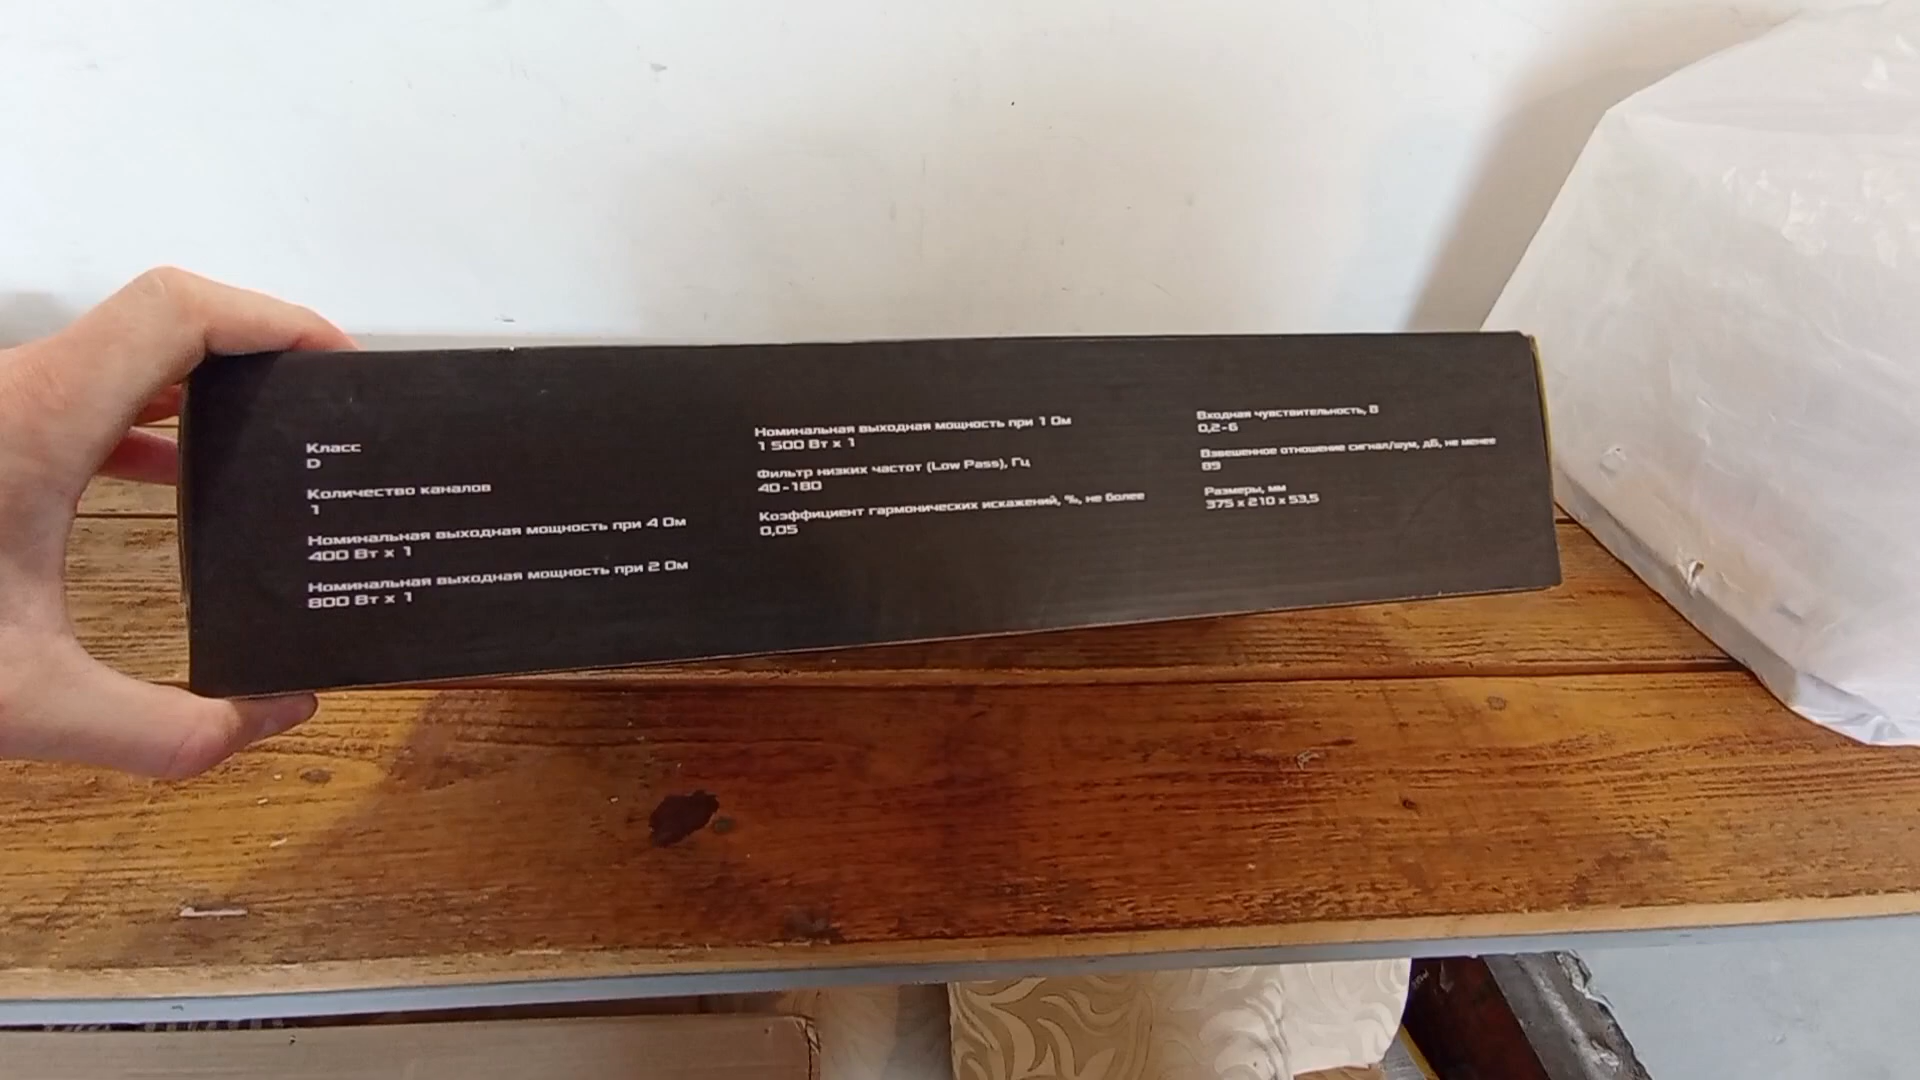 Класс
D
Количество каналов
1
Номинальная выходная мощность при 4 Ом
400 Вт x 1
Номинальная выходная мощность при 2 Ом
800 Вт x 1
Номинальная выходная мощность при 1 Ом
1 500 Вт x 1
Фильтр низких частот (Low Pass), Гц
40-180
Коэффициент гармонических искажений, %, не более
0,05
Входная чувствительность, В
0,2-6
Взвешенное отношение сигнал/шум, дБ, не менее
89
Размеры, мм
375 x 210 x 53,5